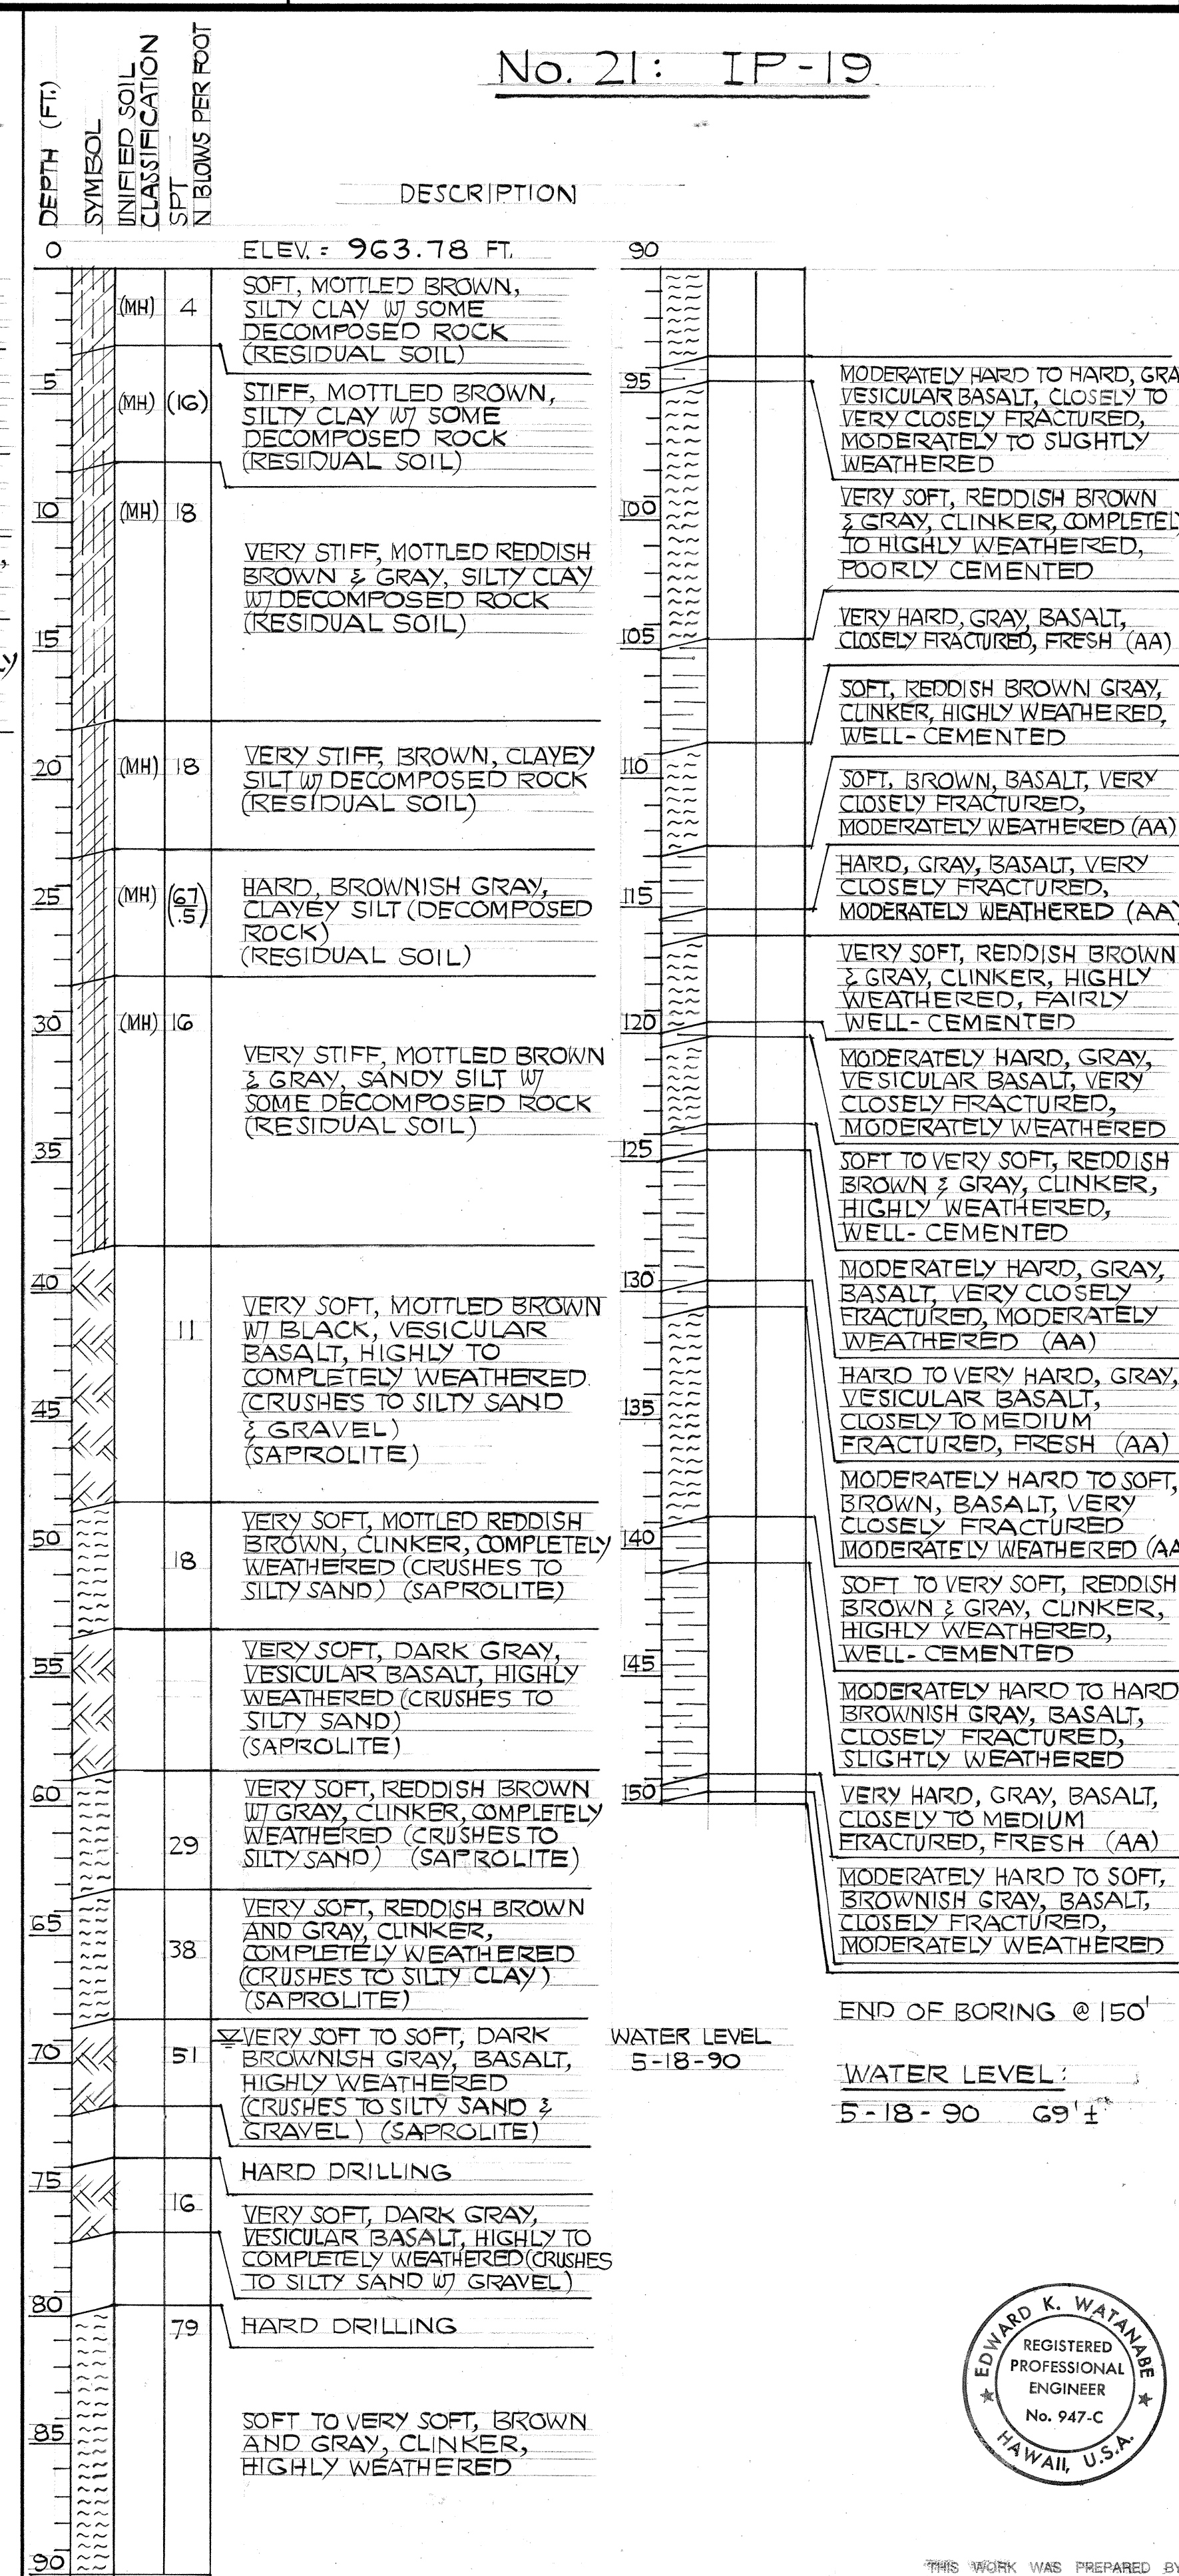 No. 21: IP-19
DEPTH (FT.)
SYMBOL
UNIFIED SOIL
CLASSIFICATION
SPT
N BLOWS PER FOOT
DESCRIPTION
0
ELEV. = 963.78 FT.
(MH) 4
SOFT, MOTTLED BROWN,
SILTY CLAY W/ SOME
DECOMPOSED ROCK
(RESIDUAL SOIL)
5
(MH) (16)
STIFF, MOTTLED BROWN,
SILTY CLAY W/ SOME
DECOMPOSED ROCK
(RESIDUAL SOIL)
10 (MH) 18
VERY STIFF, MOTTLED REDDISH
BROWN & GRAY, SILTY CLAY
W/ DECOMPOSED ROCK
(RESIDUAL SOIL)
15
20 (MH) 18
VERY STIFF, BROWN, CLAYEY
SILT W/ DECOMPOSED ROCK
(RESIDUAL SOIL)
25 (MH) (67/.5)
HARD, BROWNISH GRAY,
CLAYEY SILT (DECOMPOSED
ROCK)
(RESIDUAL SOIL)
30 (MH) 16
VERY STIFF, MOTTLED BROWN
& GRAY, SANDY SILT W/
SOME DECOMPOSED ROCK
(RESIDUAL SOIL)
35
40
11
VERY SOFT, MOTTLED BROWN
W/ BLACK, VESICULAR
BASALT, HIGHLY TO
COMPLETELY WEATHERED.
(CRUSHES TO SILTY SAND
& GRAVEL)
(SAPROLITE)
45
50
18
VERY SOFT, MOTTLED REDDISH
BROWN, CLINKER, COMPLETELY
WEATHERED (CRUSHES TO
SILTY SAND) (SAPROLITE)
55
VERY SOFT, DARK GRAY,
VESICULAR BASALT, HIGHLY
WEATHERED (CRUSHES TO
SILTY SAND)
(SAPROLITE)
60
29
VERY SOFT, REDDISH BROWN
W/ GRAY, CLINKER, COMPLETELY
WEATHERED (CRUSHES TO
SILTY SAND) (SAPROLITE)
65
38
VERY SOFT, REDDISH BROWN
AND GRAY, CLINKER,
COMPLETELY WEATHERED
(CRUSHES TO SILTY CLAY)
(SAPROLITE)
70
51
VERY SOFT TO SOFT, DARK
BROWNISH GRAY, BASALT,
HIGHLY WEATHERED
(CRUSHES TO SILTY SAND &
GRAVEL) (SAPROLITE)
WATER LEVEL
5-18-90
HARD DRILLING
75
16
VERY SOFT, DARK GRAY,
VESICULAR BASALT, HIGHLY TO
COMPLETELY WEATHERED (CRUSHES
TO SILTY SAND W/ GRAVEL)
80
79
HARD DRILLING
85
SOFT TO VERY SOFT, BROWN
AND GRAY, CLINKER,
HIGHLY WEATHERED
90
90
95
MODERATELY HARD TO HARD, GRA
VESICULAR BASALT, CLOSELY TO
VERY CLOSELY FRACTURED,
MODERATELY TO SLIGHTLY
WEATHERED
100
VERY SOFT, REDDISH BROWN
& GRAY, CLINKER, COMPLETEL
TO HIGHLY WEATHERED,
POORLY CEMENTED
105
VERY HARD, GRAY, BASALT,
CLOSELY FRACTURED, FRESH (AA)
SOFT, REDDISH BROWN GRAY,
CLINKER, HIGHLY WEATHERED,
WELL-CEMENTED
110
SOFT, BROWN, BASALT, VERY
CLOSELY FRACTURED,
MODERATELY WEATHERED (AA)
115
HARD, GRAY, BASALT, VERY
CLOSELY FRACTURED,
MODERATELY WEATHERED (AA)
VERY SOFT, REDDISH BROWN
& GRAY, CLINKER, HIGHLY
WEATHERED, FAIRLY
WELL-CEMENTED
120
MODERATELY HARD, GRAY,
VESICULAR BASALT, VERY
CLOSELY FRACTURED,
MODERATELY WEATHERED
125
SOFT TO VERY SOFT, REDDISH
BROWN & GRAY, CLINKER,
HIGHLY WEATHERED,
WELL-CEMENTED
130
MODERATELY HARD, GRAY,
BASALT, VERY CLOSELY
FRACTURED, MODERATELY
WEATHERED (AA)
135
HARD TO VERY HARD, GRAY,
VESICULAR BASALT,
CLOSELY TO MEDIUM
FRACTURED, FRESH (AA)
140
MODERATELY HARD TO SOFT,
BROWN, BASALT, VERY
CLOSELY FRACTURED
MODERATELY WEATHERED (AA
SOFT TO VERY SOFT, REDDISH
BROWN & GRAY, CLINKER,
HIGHLY WEATHERED,
WELL-CEMENTED
145
MODERATELY HARD TO HARD
BROWNISH GRAY, BASALT,
CLOSELY FRACTURED,
SLIGHTLY WEATHERED
150
VERY HARD, GRAY, BASALT,
CLOSELY TO MEDIUM
FRACTURED, FRESH (AA)
MODERATELY HARD TO SOFT,
BROWNISH GRAY, BASALT,
CLOSELY FRACTURED,
MODERATELY WEATHERED
END OF BORING @ 150'
WATER LEVEL:
5-18-90 69'±
EDWARD K. WATANABE
REGISTERED
PROFESSIONAL
ENGINEER
No. 947-C
HAWAII, U.S.A.
THIS WORK WAS PREPARED BY